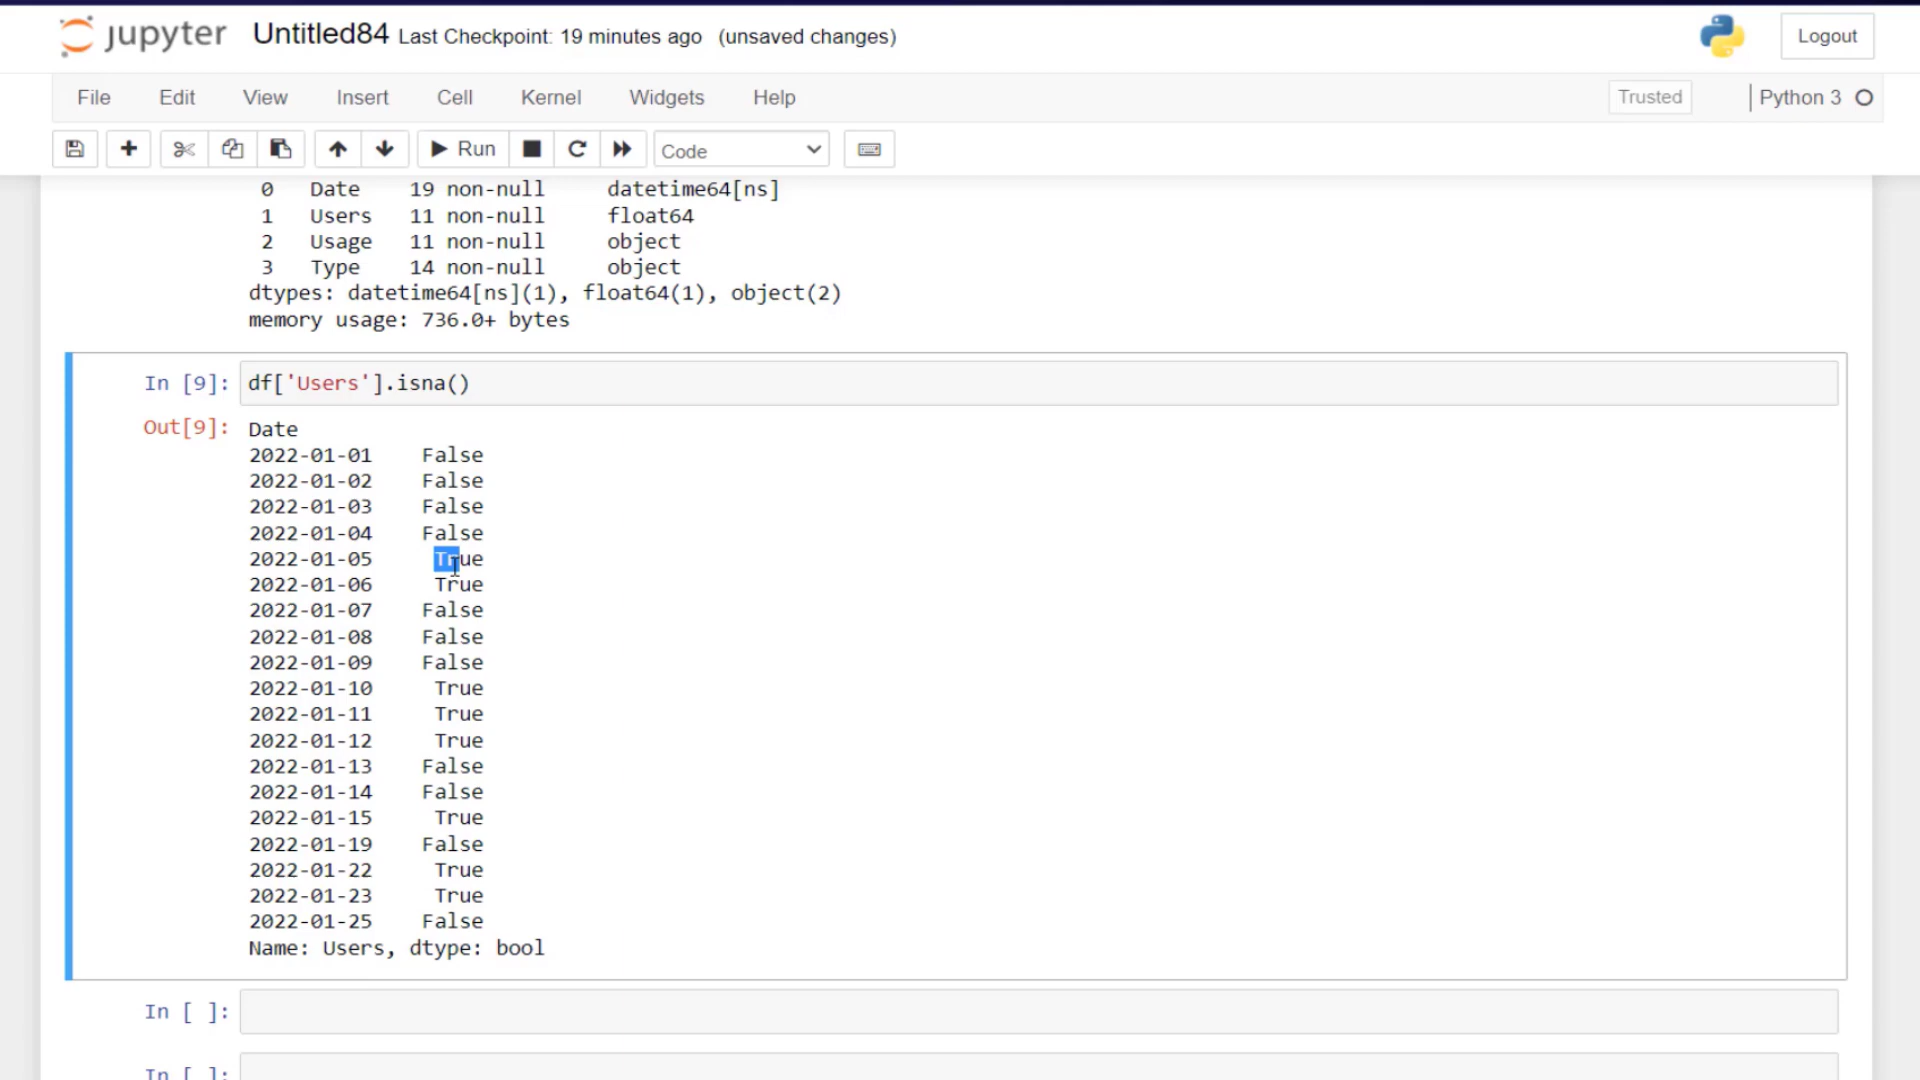 jupyter Untitled84 Last Checkpoint: 19 minutes ago (unsaved changes) Logout
File Edit View Insert Cell Kernel Widgets Help Trusted Python 3
Run Code
0 Date 19 non-null datetime64[ns]
1 Users 11 non-null float64
2 Usage 11 non-null object
3 Type 14 non-null object
dtypes: datetime64[ns](1), float64(1), object(2)
memory usage: 736.0+ bytes
In [9]: df['Users'].isna()
Out[9]: Date
2022-01-01 False
2022-01-02 False
2022-01-03 False
2022-01-04 False
2022-01-05 True
2022-01-06 True
2022-01-07 False
2022-01-08 False
2022-01-09 False
2022-01-10 True
2022-01-11 True
2022-01-12 True
2022-01-13 False
2022-01-14 False
2022-01-15 True
2022-01-19 False
2022-01-22 True
2022-01-23 True
2022-01-25 False
Name: Users, dtype: bool
In [ ]:
In [ ]: